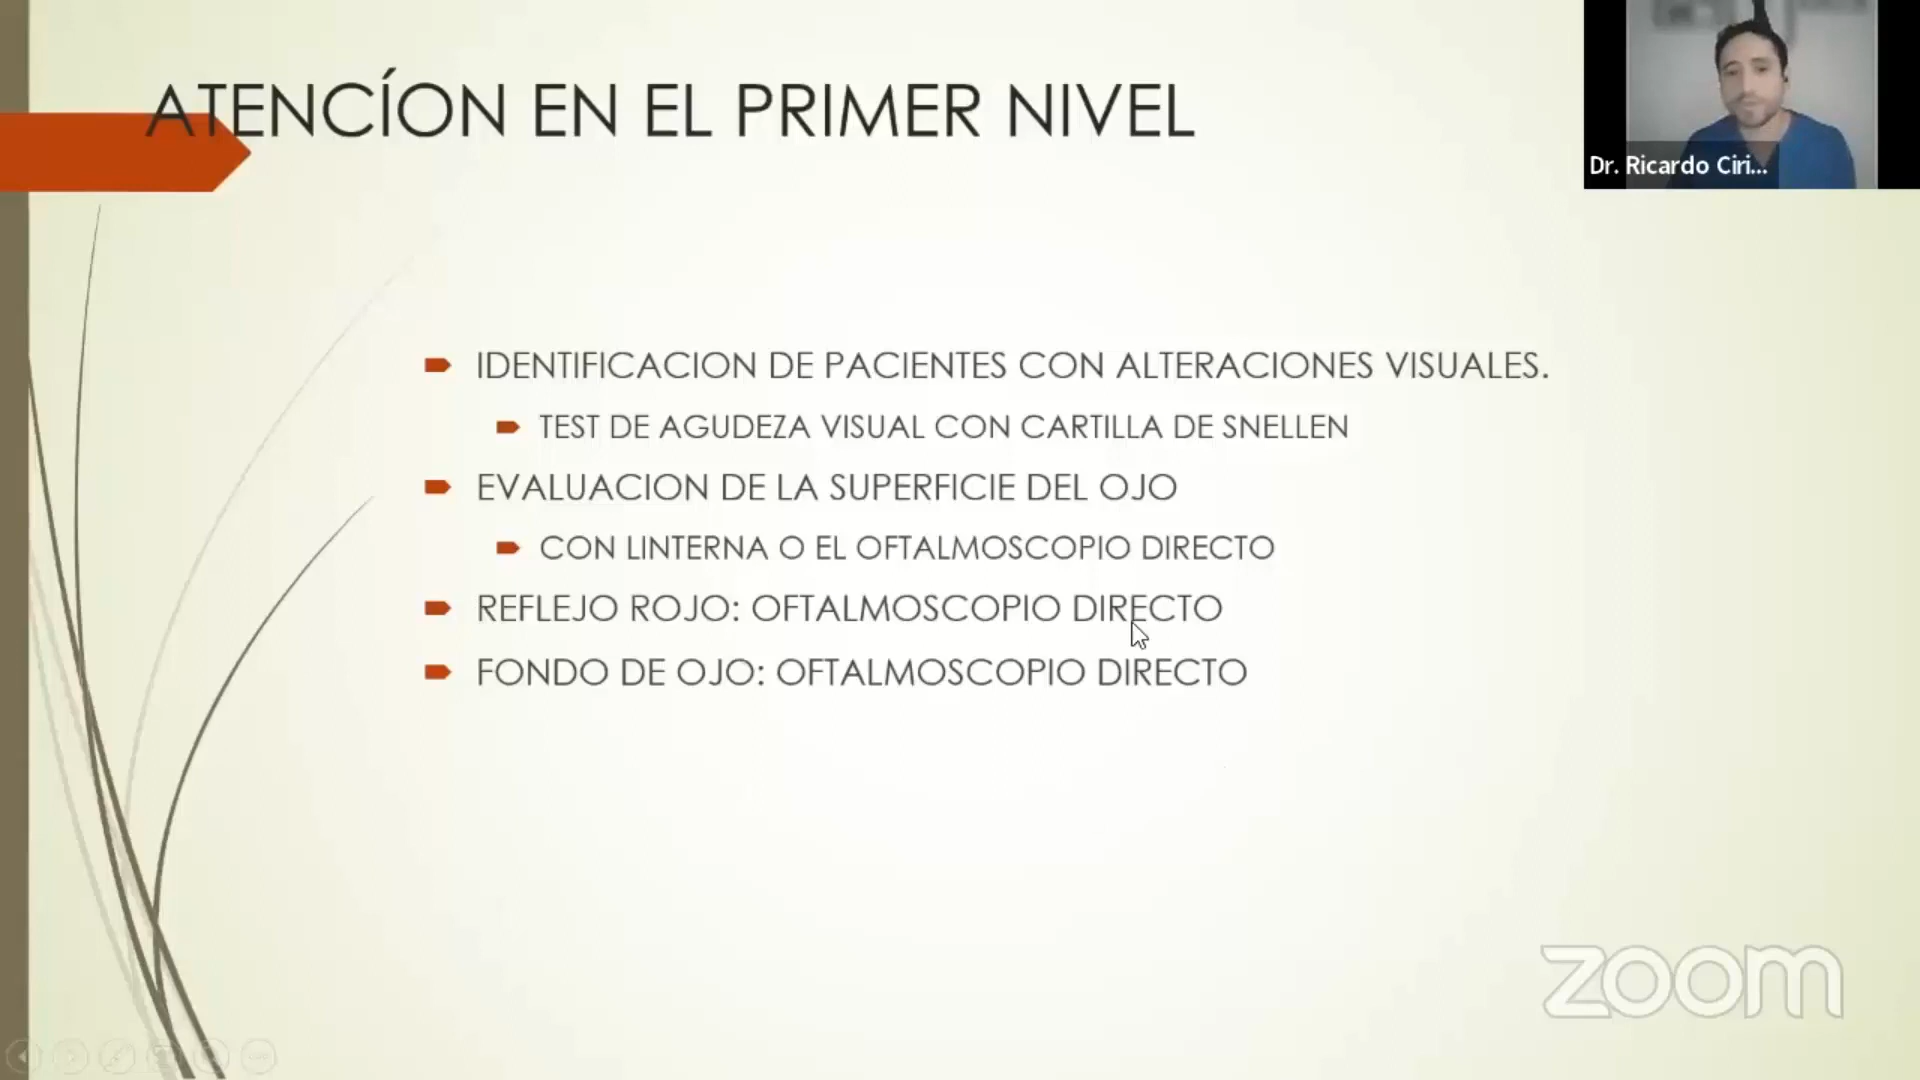 ATENCÍON EN EL PRIMER NIVEL
Dr. Ricardo Ciri...
IDENTIFICACION DE PACIENTES CON ALTERACIONES VISUALES.
TEST DE AGUDEZA VISUAL CON CARTILLA DE SNELLEN
EVALUACION DE LA SUPERFICIE DEL OJO
CON LINTERNA O EL OFTALMOSCOPIO DIRECTO
REFLEJO ROJO: OFTALMOSCOPIO DIRECTO
FONDO DE OJO: OFTALMOSCOPIO DIRECTO
zoom